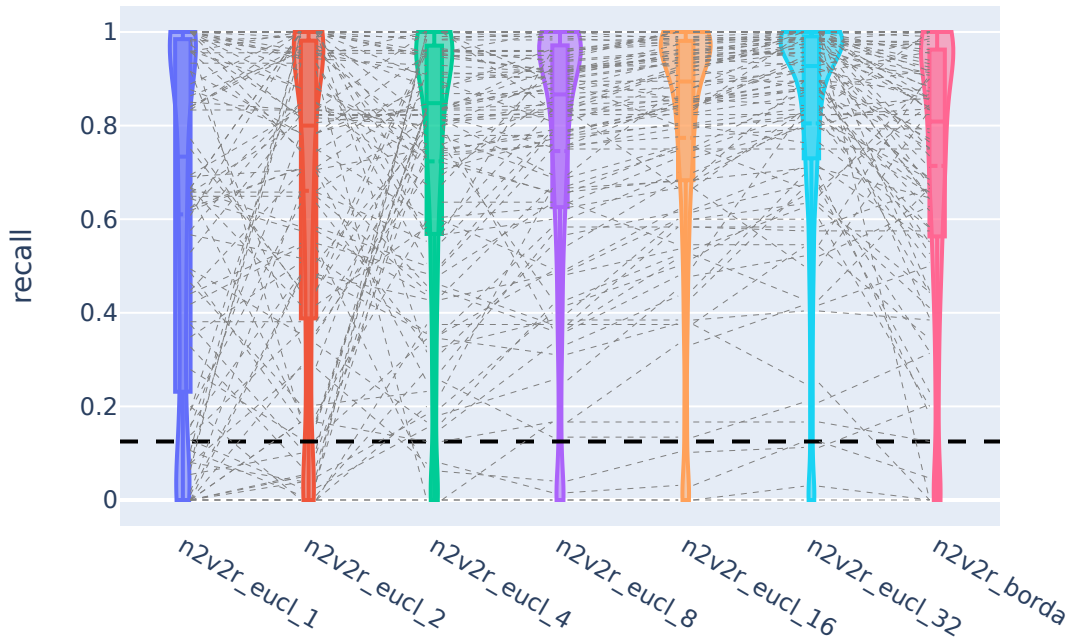 recall
1
0.8
0.6
0.4
0.2
0
n2v2r_eucl_1
n2v2r_eucl_2
n2v2r_eucl_4
n2v2r_eucl_8
n2v2r_eucl_16
n2v2r_eucl_32
n2v2r_borda